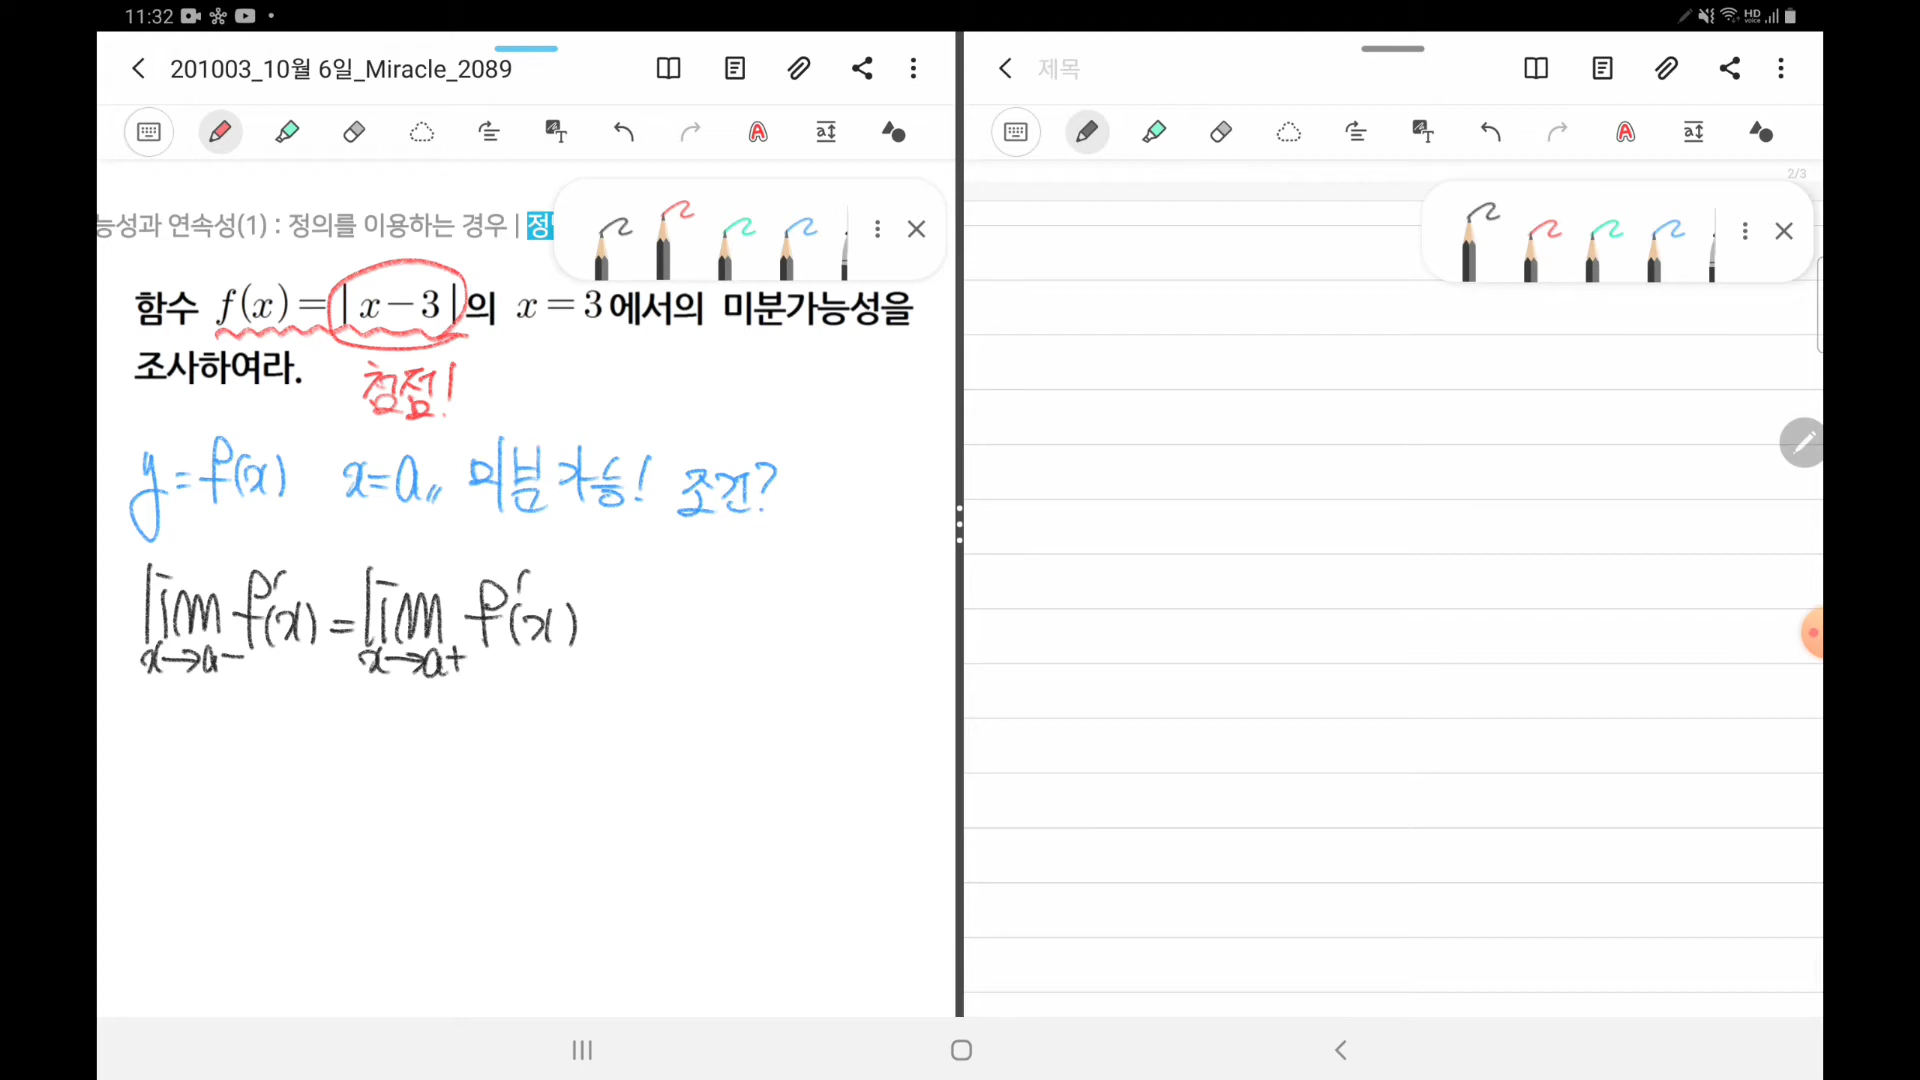 11:32
HD voice
201003_10월 6일_Miracle_2089
제목
2/3
능성과 연속성(1) : 정의를 이용하는 경우 | 정
함수 f(x)=|x−3|의 x=3에서의 미분가능성을
조사하여라.
첨점!
y=f(x) x=a,, 미분가능! 조건?
lim f'(x) = lim f'(x)
x→a− x→a+